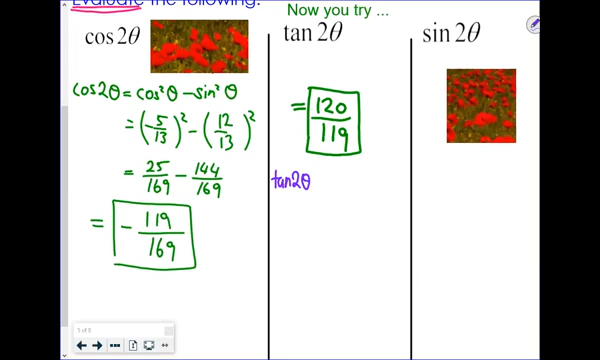 Evaluate the following:
Now you try ...
cos 2θ
cos2θ = cos²θ − sin²θ
= (-5/13)² − (12/13)²
= 25/169 − 144/169
= − 119/169
tan 2θ
= 120/119
tan2θ
sin 2θ
5 of 8